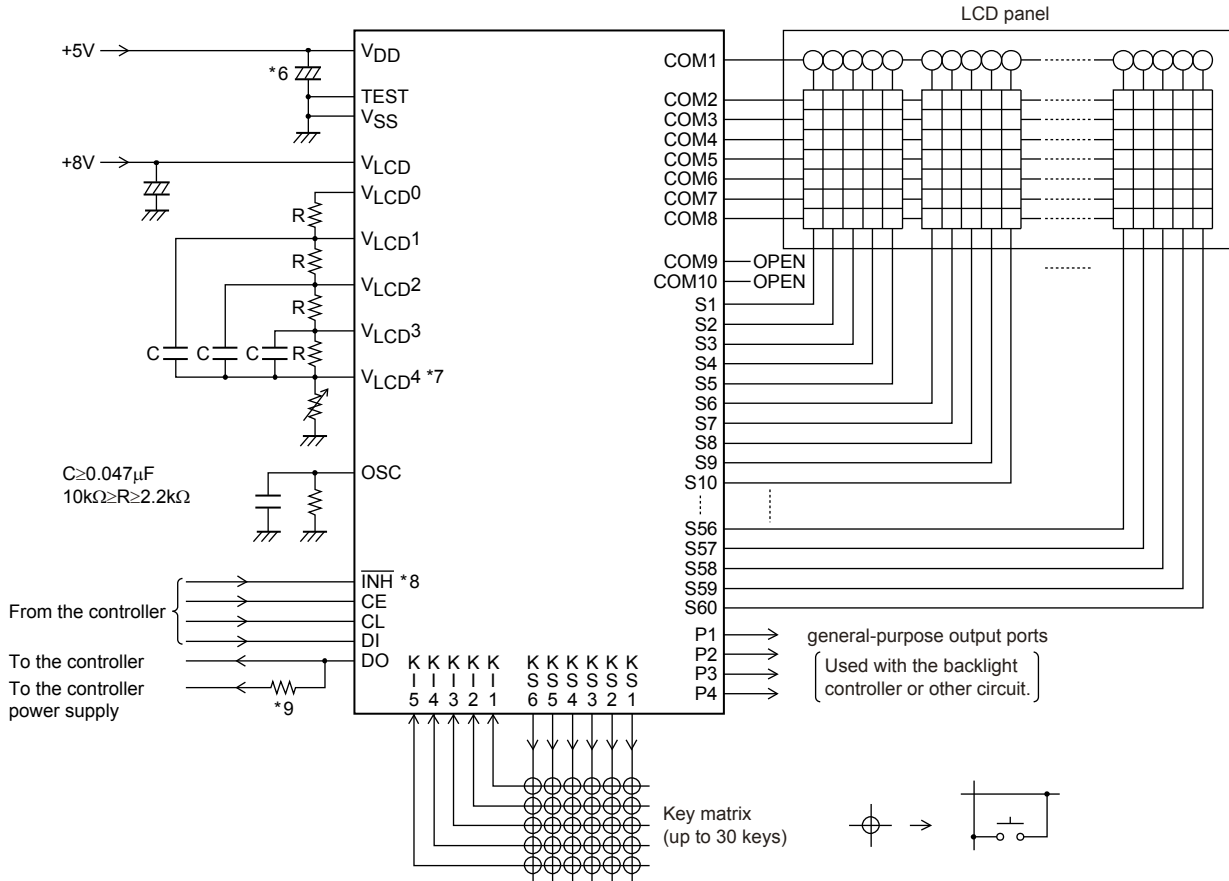 LCD panel
+5V
*6
VDD
TEST
VSS
+8V
VLCD
VLCD0
R
VLCD1
R
VLCD2
R
VLCD3
C
C
C
R
VLCD4 *7
C≥0.047μF
10kΩ≥R≥2.2kΩ
OSC
From the controller
INH *8
CE
CL
DI
To the controller
DO
To the controller
power supply
*9
COM1
COM2
COM3
COM4
COM5
COM6
COM7
COM8
COM9 OPEN
COM10 OPEN
S1
S2
S3
S4
S5
S6
S7
S8
S9
S10
S56
S57
S58
S59
S60
P1
P2
P3
P4
general-purpose output ports
Used with the backlight
controller or other circuit.
KI5
KI4
KI3
KI2
KI1
KS6
KS5
KS4
KS3
KS2
KS1
Key matrix
(up to 30 keys)